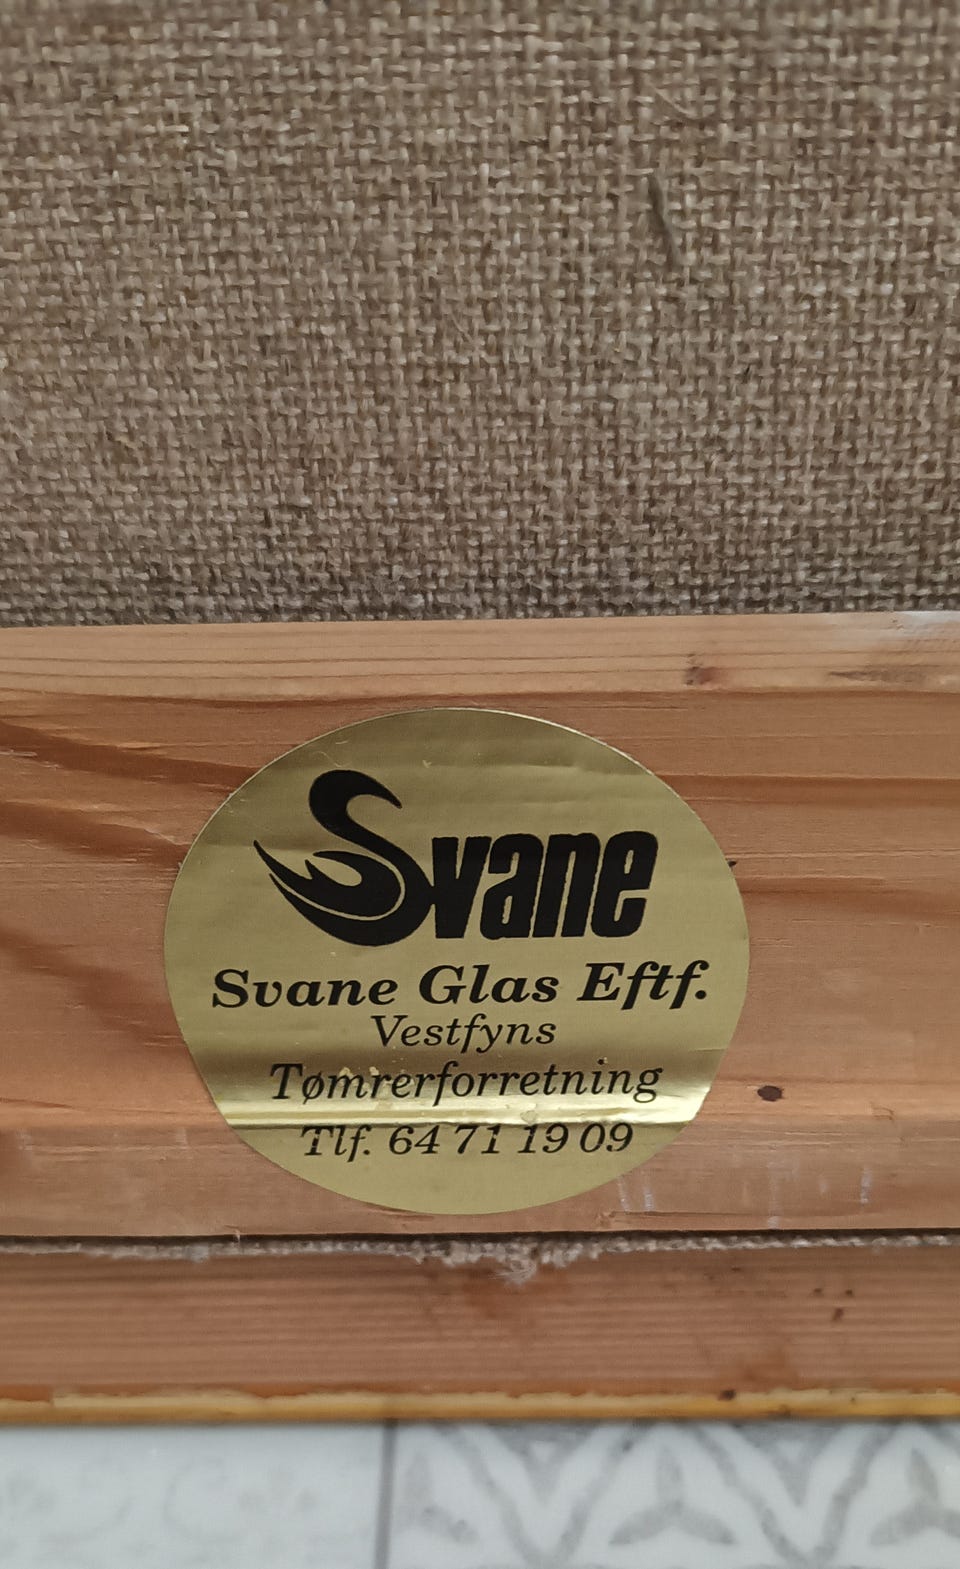 Svane
Svane Glas Eftf.
Vestfyns
Tømrerforretning
Tlf. 64 71 19 09